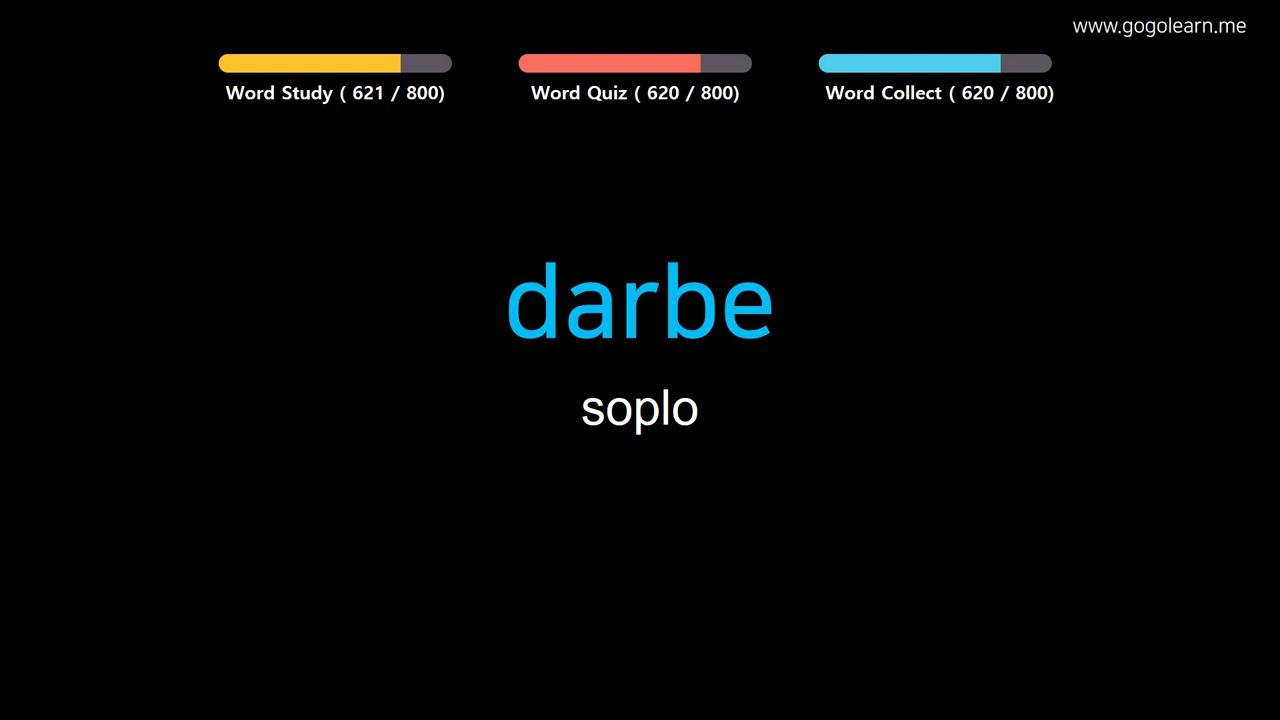 www.gogolearn.me
Word Study ( 621 / 800)
Word Quiz ( 620 / 800)
Word Collect ( 620 / 800)
darbe
soplo